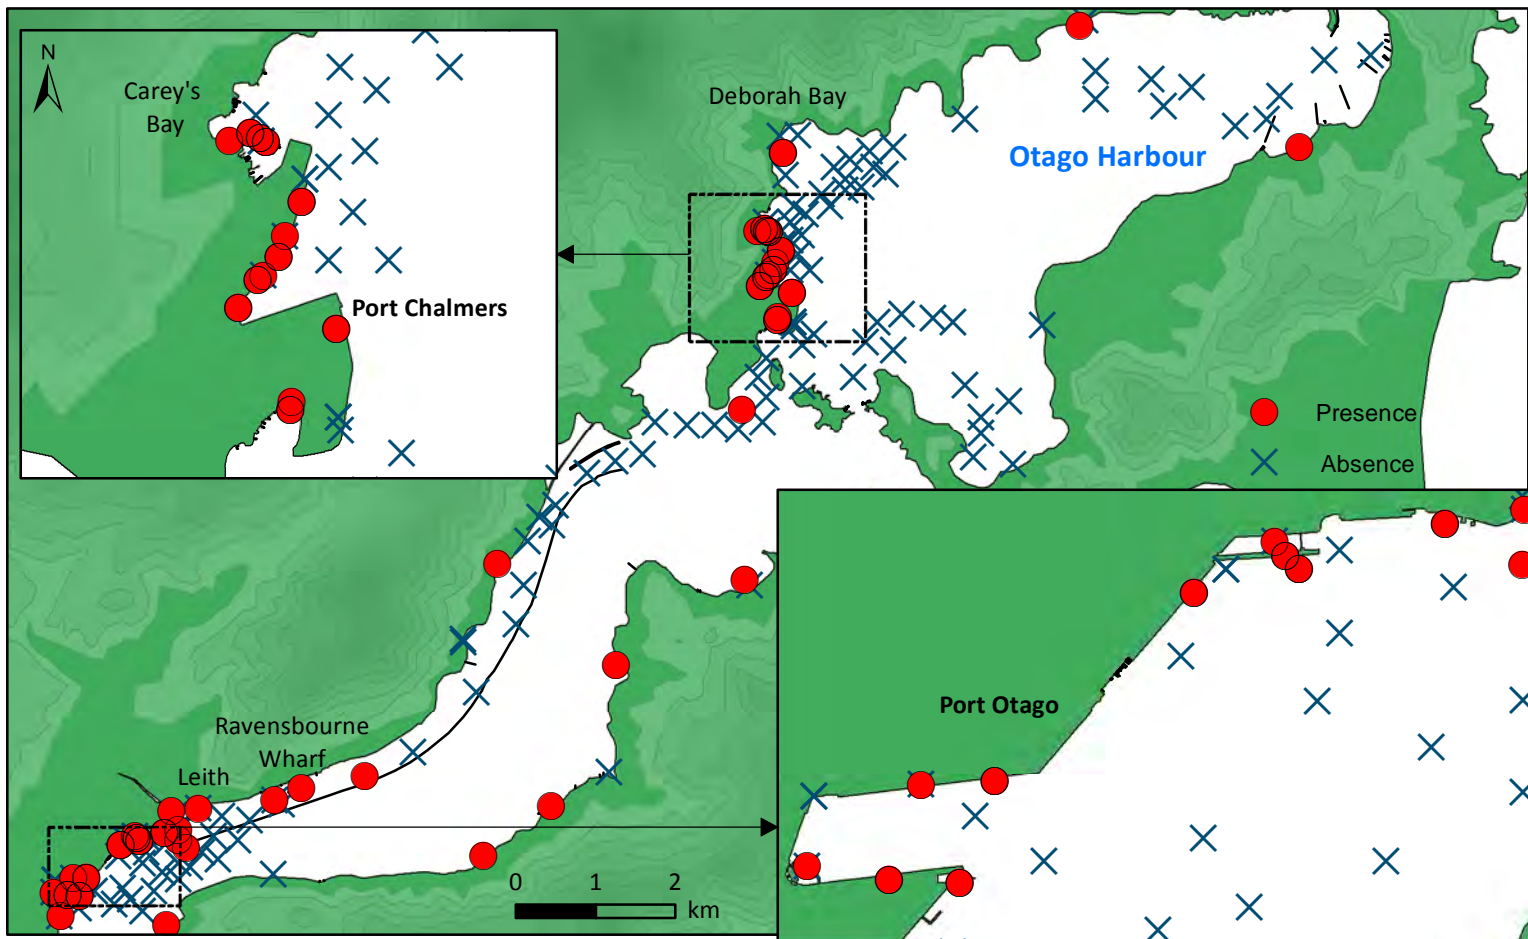 N
Carey's
Bay
Port Chalmers
Deborah Bay
Otago Harbour
Presence
Absence
Port Otago
Ravensbourne
Wharf
Leith
0 1 2
km